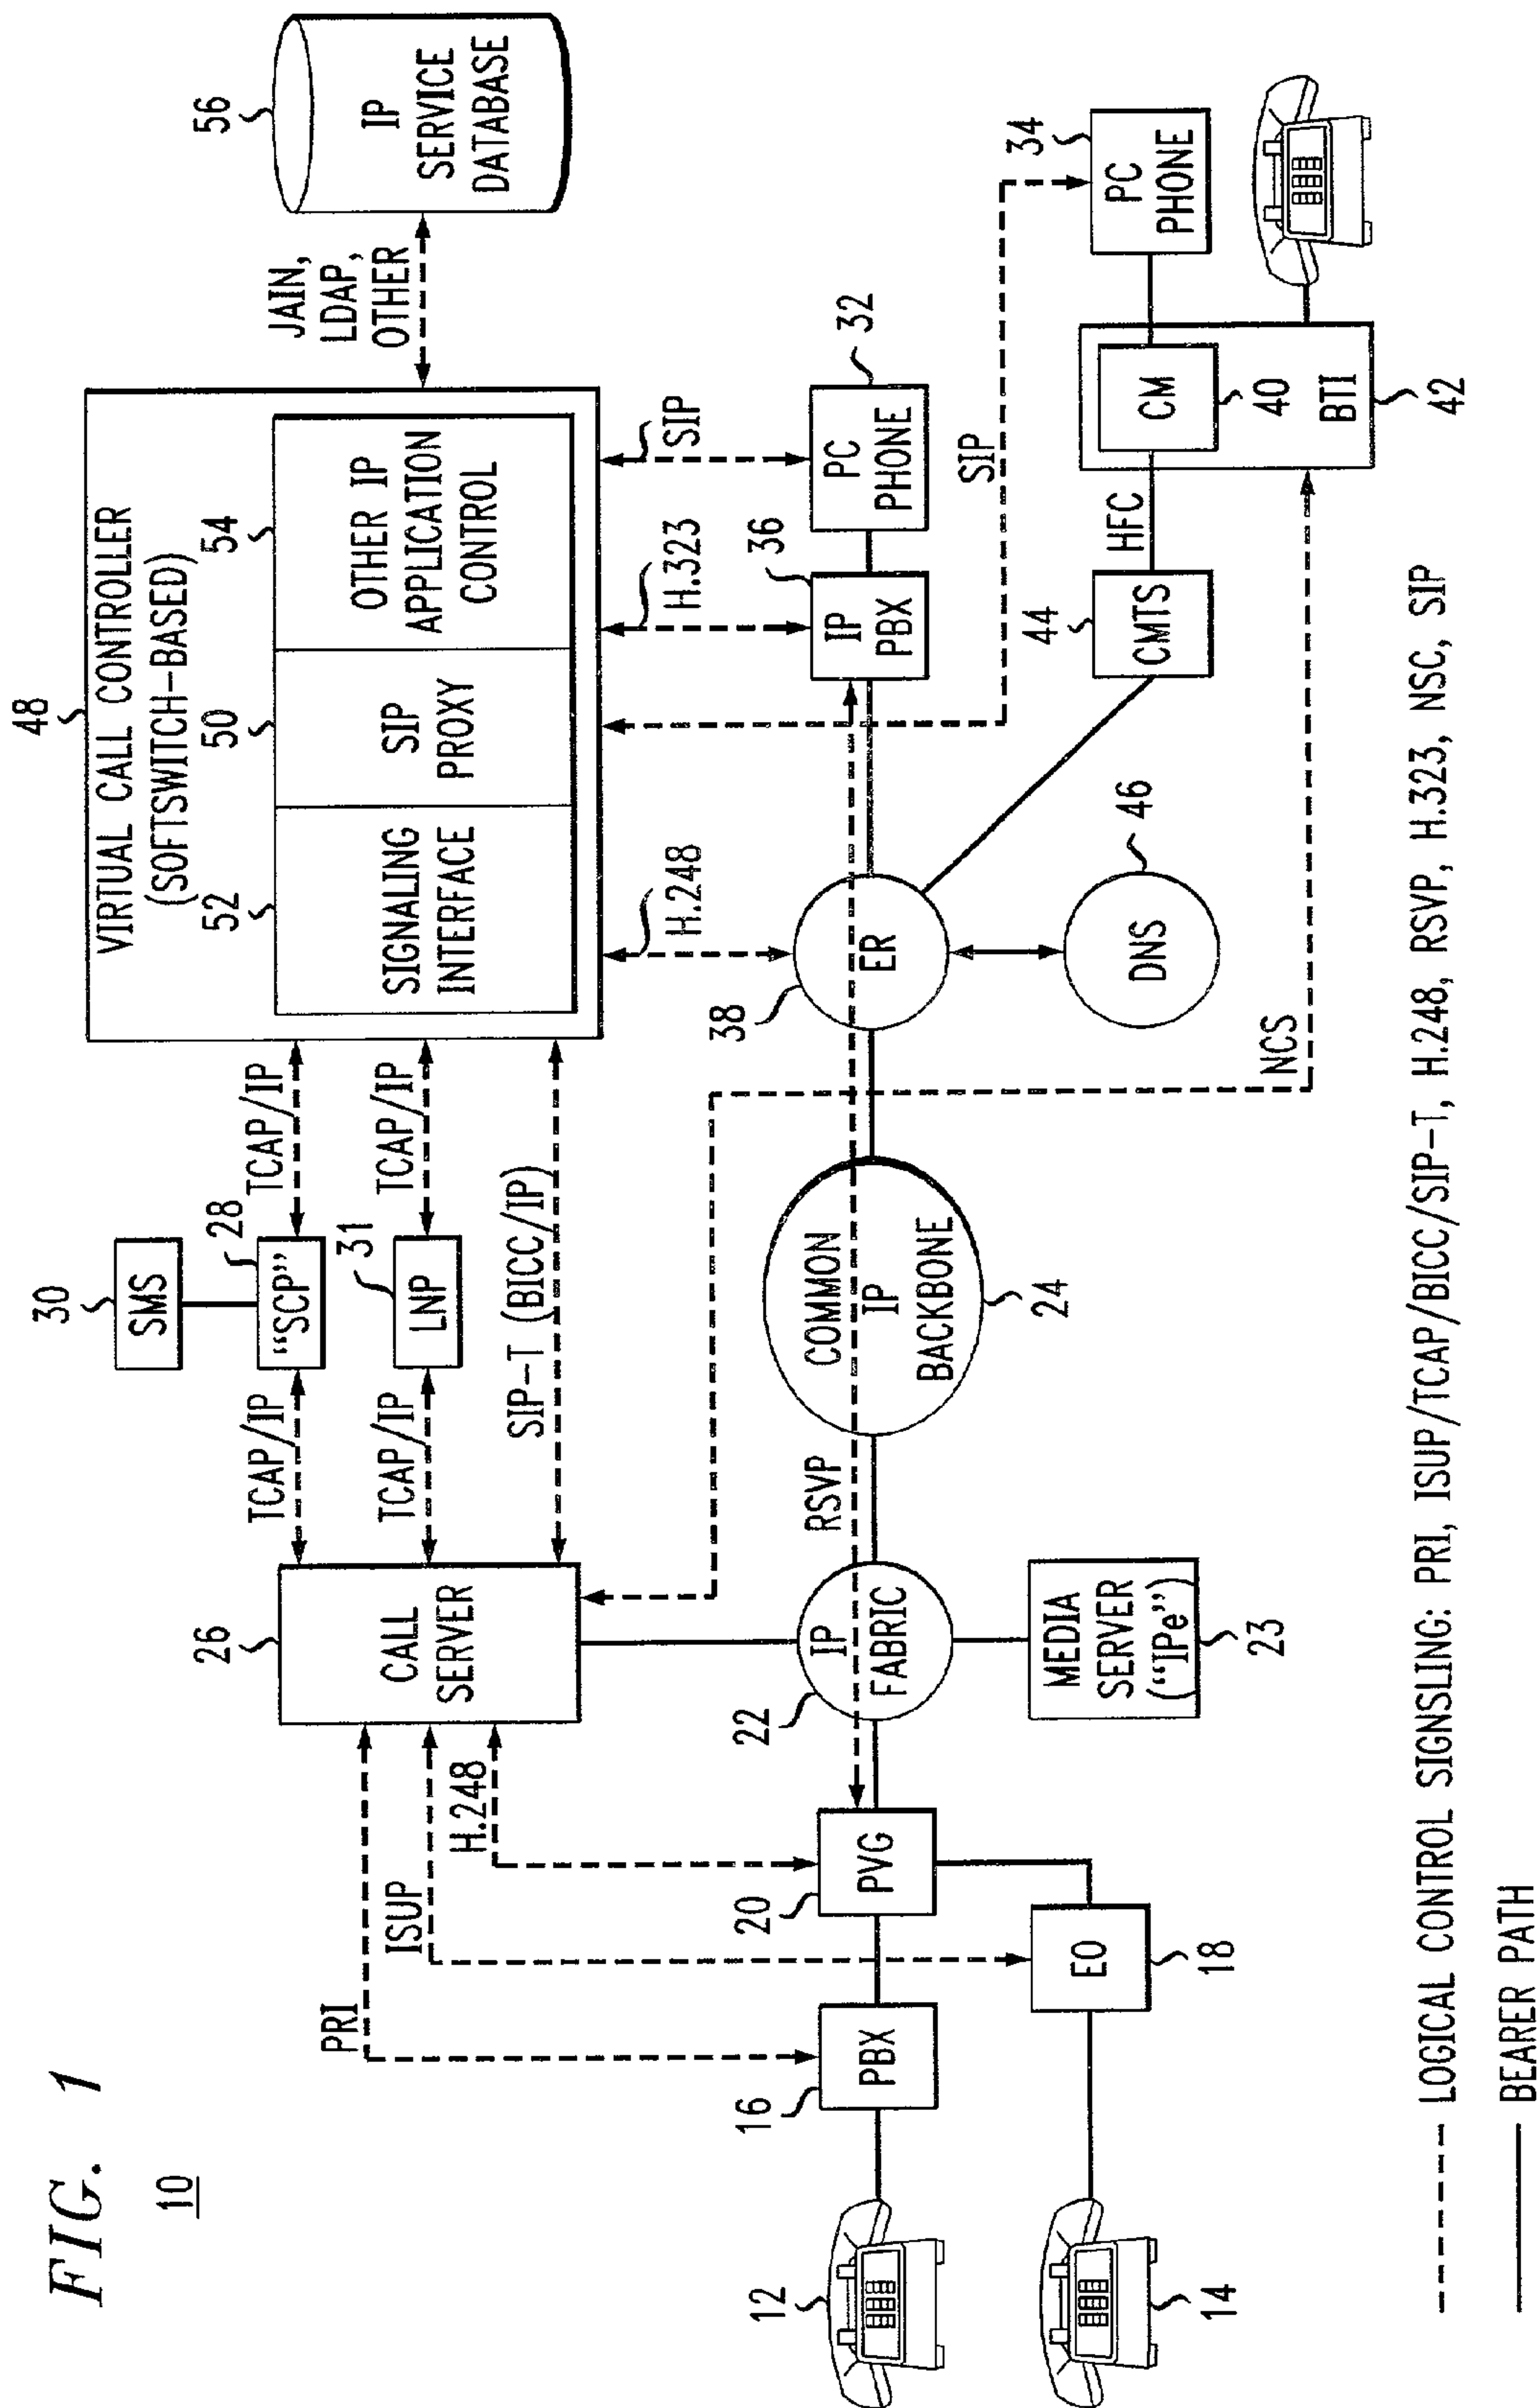 FIG. 1
10
48
VIRTUAL CALL CONTROLLER
(SOFTSWITCH-BASED)
52
50
54
SIGNALING
INTERFACE
SIP
PROXY
OTHER IP
APPLICATION
CONTROL
JAIN,
LDAP,
OTHER
56
IP
SERVICE
DATABASE
30
SMS
28
"SCP"
TCAP/IP
TCAP/IP
31
LNP
TCAP/IP
TCAP/IP
SIP-T (BICC/IP)
26
CALL
SERVER
PRI
ISUP
H.248
H.248
H.323
SIP
SIP
12
16
PBX
20
PVG
22
IP
FABRIC
RSVP
COMMON
IP
BACKBONE
24
38
ER
36
IP
PBX
32
PC
PHONE
34
PC
PHONE
14
EO
18
MEDIA
SERVER
("IPe")
23
NCS
DNS
46
44
CMTS
HFC
CM
40
BTI
42
LOGICAL CONTROL SIGNSLING: PRI, ISUP/TCAP/BICC/SIP-T, H.248, RSVP, H.323, NSC, SIP
BEARER PATH